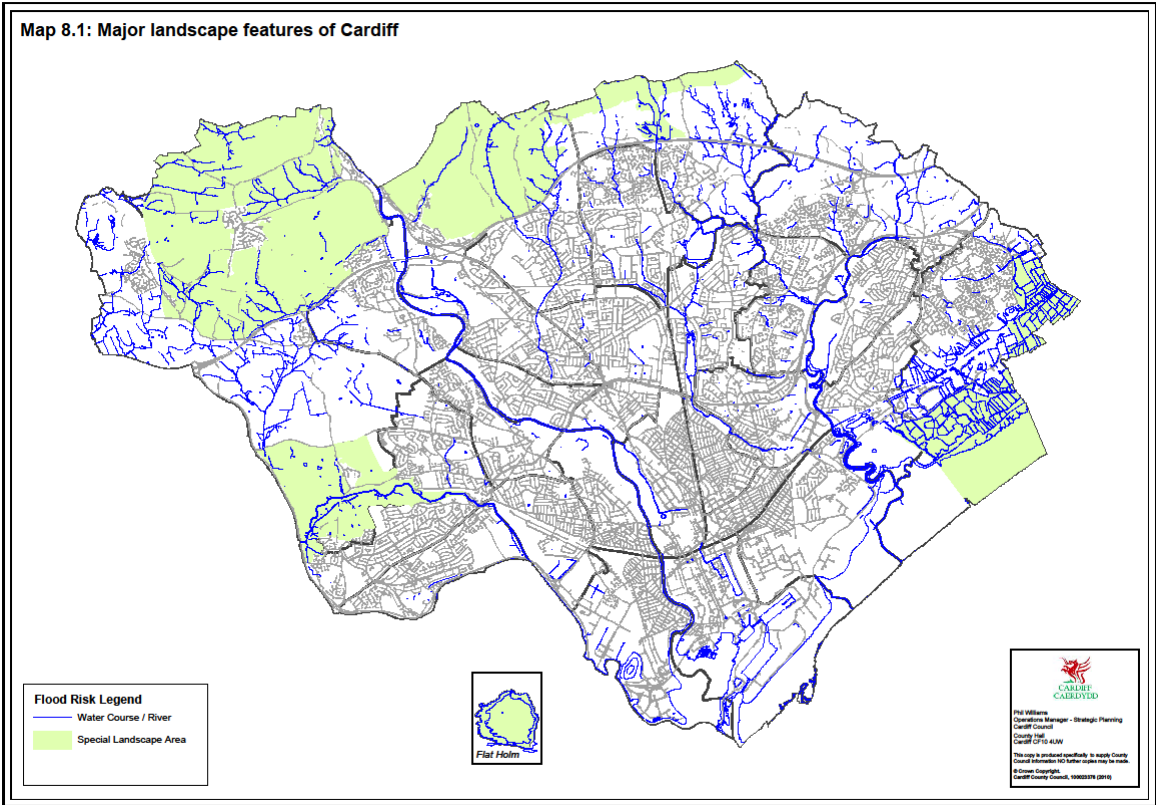 Map 8.1: Major landscape features of Cardiff
Flood Risk Legend
Water Course / River
Special Landscape Area
Flat Holm
CARDIFF
CAERDYDD
Phil Williams
Operations Manager - Strategic Planning
Cardiff Council
County Hall
Cardiff CF10 4UW
This copy is produced specifically to supply County
Council information NO further copies may be made.
© Crown Copyright.
Cardiff County Council, 100023376 (2010)